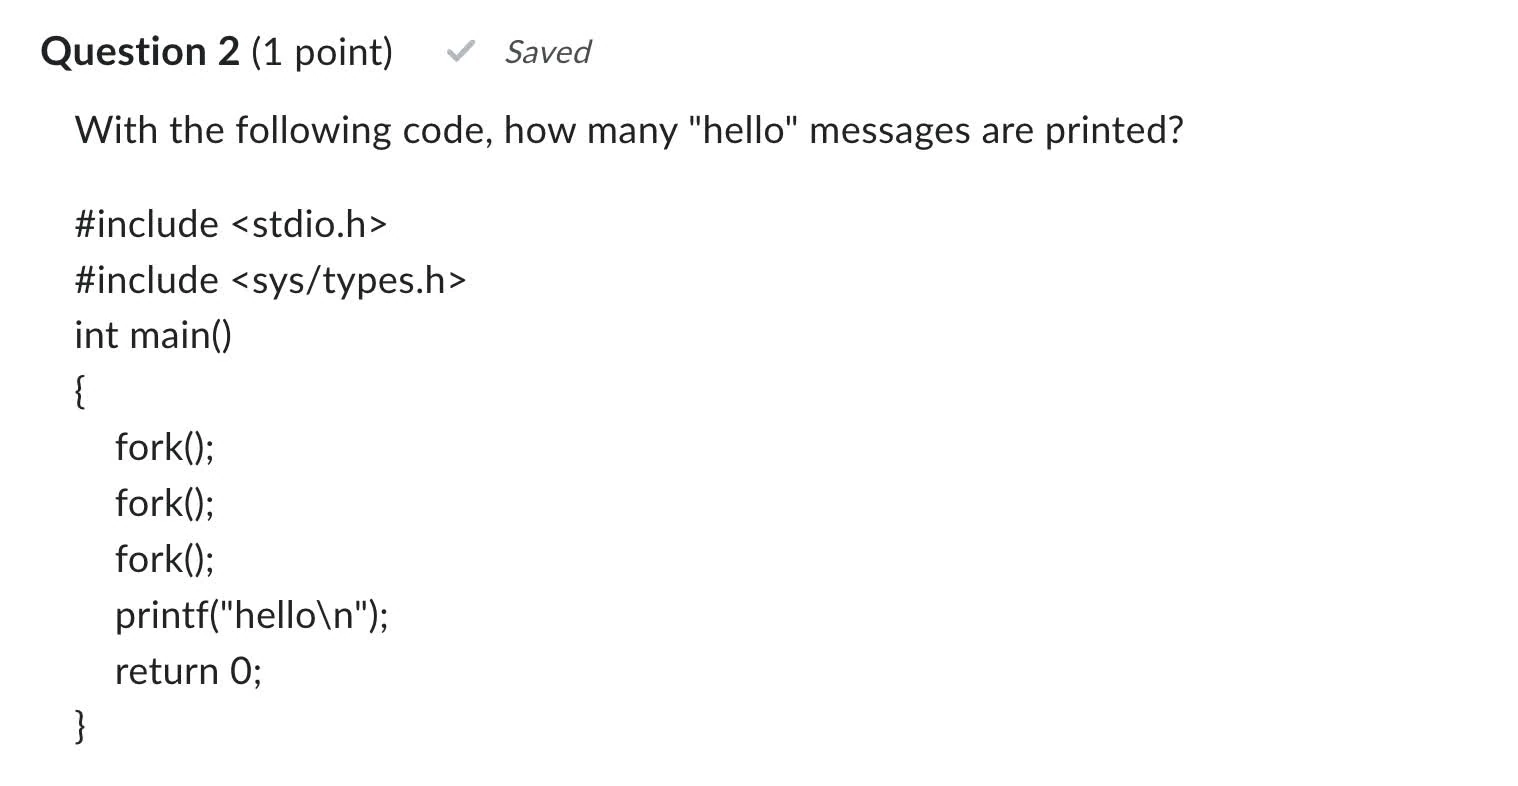 Question 2 (1 point) Saved
With the following code, how many "hello" messages are printed?
#include <stdio.h>
#include <sys/types.h>
int main()
{
fork();
fork();
fork();
printf("hello\n");
return 0;
}